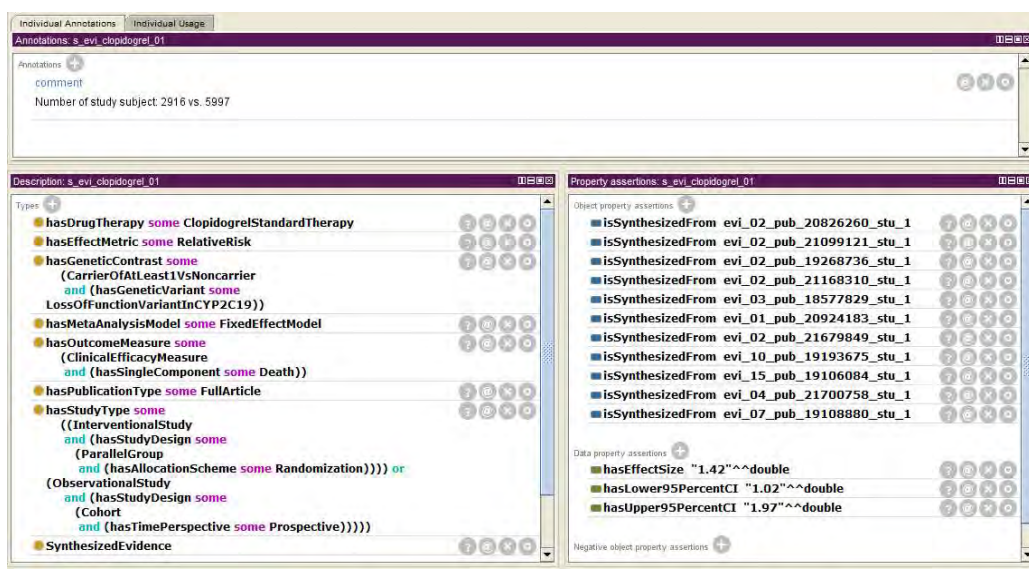 Individual Annotations Individual Usage
Annotations: s_evi_clopidogrel_01
Annotations
comment
Number of study subject: 2916 vs. 5997
Description: s_evi_clopidogrel_01
Types
hasDrugTherapy some ClopidogrelStandardTherapy
hasEffectMetric some RelativeRisk
hasGeneticContrast some
(CarrierOfAtLeast1VsNoncarrier
and (hasGeneticVariant some
LossOfFunctionVariantInCYP2C19))
hasMetaAnalysisModel some FixedEffectModel
hasOutcomeMeasure some
(ClinicalEfficacyMeasure
and (hasSingleComponent some Death))
hasPublicationType some FullArticle
hasStudyType some
((InterventionalStudy
and (hasStudyDesign some
(ParallelGroup
and (hasAllocationScheme some Randomization)))) or
(ObservationalStudy
and (hasStudyDesign some
(Cohort
and (hasTimePerspective some Prospective)))))
SynthesizedEvidence
Property assertions: s_evi_clopidogrel_01
Object property assertions
isSynthesizedFrom evi_02_pub_20826260_stu_1
isSynthesizedFrom evi_02_pub_21099121_stu_1
isSynthesizedFrom evi_02_pub_19268736_stu_1
isSynthesizedFrom evi_02_pub_21168310_stu_1
isSynthesizedFrom evi_03_pub_18577829_stu_1
isSynthesizedFrom evi_01_pub_20924183_stu_1
isSynthesizedFrom evi_02_pub_21679849_stu_1
isSynthesizedFrom evi_10_pub_19193675_stu_1
isSynthesizedFrom evi_15_pub_19106084_stu_1
isSynthesizedFrom evi_04_pub_21700758_stu_1
isSynthesizedFrom evi_07_pub_19108880_stu_1
Data property assertions
hasEffectSize "1.42"^^double
hasLower95PercentCI "1.02"^^double
hasUpper95PercentCI "1.97"^^double
Negative object property assertions